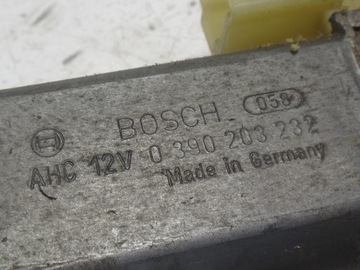 BOSCH 058
AHC 12V 0 390 203 232
Made in Germany